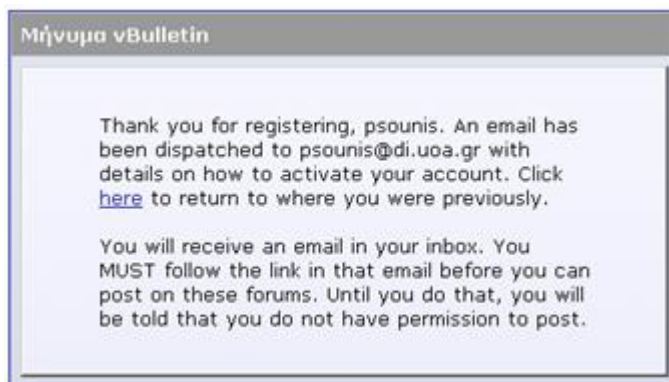 Μήνυμα vBulletin
Thank you for registering, psounis. An email has
been dispatched to psounis@di.uoa.gr with
details on how to activate your account. Click
here to return to where you were previously.
You will receive an email in your inbox. You
MUST follow the link in that email before you can
post on these forums. Until you do that, you will
be told that you do not have permission to post.